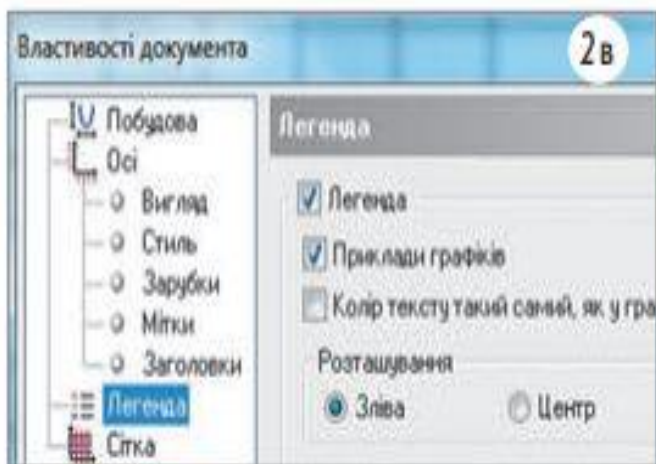 Властивості документа
2в
Побудова
Осі
Вигляд
Стиль
Зарубки
Мітки
Заголовки
Легенда
Сітка
Легенда
Легенда
Приклади графіків
Колір тексту такий самий, як у гра
Розташування
Зліва
Центр